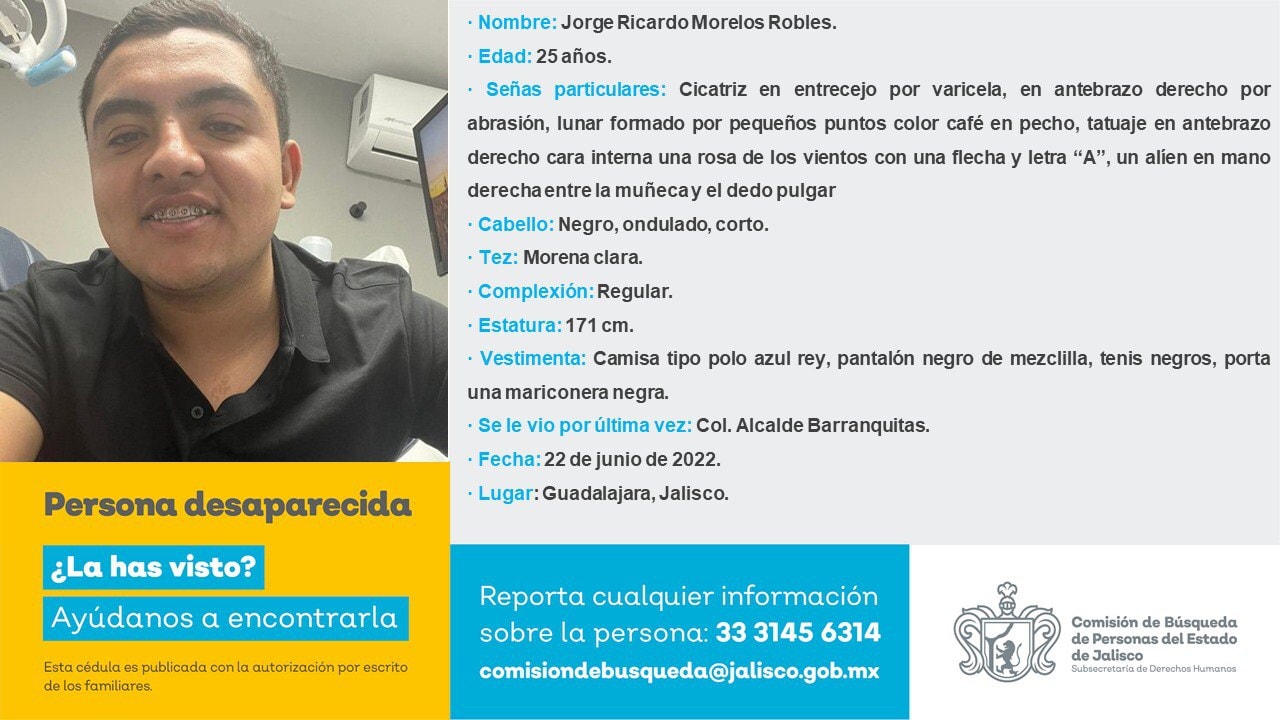 · Nombre: Jorge Ricardo Morelos Robles.
· Edad: 25 años.
· Señas particulares: Cicatriz en entrecejo por varicela, en antebrazo derecho por
abrasión, lunar formado por pequeños puntos color café en pecho, tatuaje en antebrazo
derecho cara interna una rosa de los vientos con una flecha y letra “A”, un alíen en mano
derecha entre la muñeca y el dedo pulgar
· Cabello: Negro, ondulado, corto.
· Tez: Morena clara.
· Complexión: Regular.
· Estatura: 171 cm.
· Vestimenta: Camisa tipo polo azul rey, pantalón negro de mezclilla, tenis negros, porta
una mariconera negra.
· Se le vio por última vez: Col. Alcalde Barranquitas.
· Fecha: 22 de junio de 2022.
· Lugar: Guadalajara, Jalisco.
Persona desaparecida
¿La has visto?
Ayúdanos a encontrarla
Esta cédula es publicada con la autorización por escrito
de los familiares.
Reporta cualquier información
sobre la persona: 33 3145 6314
comisiondebusqueda@jalisco.gob.mx
Comisión de Búsqueda
de Personas del Estado
de Jalisco
Subsecretaría de Derechos Humanos